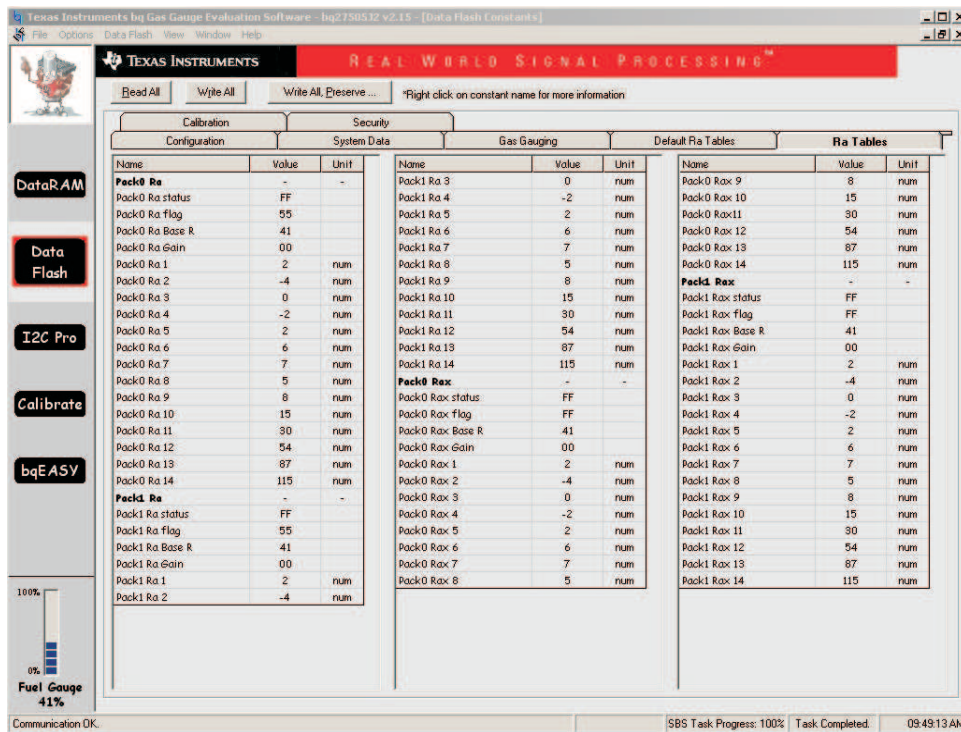 Texas Instruments bq Gas Gauge Evaluation Software - bq2750532 v2.15 - [Data Flash Constants]
File Options Data Flash View Window Help
TEXAS INSTRUMENTS
REAL WORLD SIGNAL PROCESSING™
Read All Write All Write All, Preserve ... *Right click on constant name for more information
Calibration Security
Configuration System Data Gas Gauging Default Ra Tables Ra Tables
DataRAM
Data
Flash
I2C Pro
Calibrate
bqEASY
100%
0%
Fuel Gauge
41%
Name Value Unit
Pack0 Ra - -
Pack0 Ra status FF
Pack0 Ra flag 55
Pack0 Ra Base R 41
Pack0 Ra Gain 00
Pack0 Ra 1 2 num
Pack0 Ra 2 -4 num
Pack0 Ra 3 0 num
Pack0 Ra 4 -2 num
Pack0 Ra 5 2 num
Pack0 Ra 6 6 num
Pack0 Ra 7 7 num
Pack0 Ra 8 5 num
Pack0 Ra 9 8 num
Pack0 Ra 10 15 num
Pack0 Ra 11 30 num
Pack0 Ra 12 54 num
Pack0 Ra 13 87 num
Pack0 Ra 14 115 num
Pack1 Ra - -
Pack1 Ra status FF
Pack1 Ra flag 55
Pack1 Ra Base R 41
Pack1 Ra Gain 00
Pack1 Ra 1 2 num
Pack1 Ra 2 -4 num
Name Value Unit
Pack1 Ra 3 0 num
Pack1 Ra 4 -2 num
Pack1 Ra 5 2 num
Pack1 Ra 6 6 num
Pack1 Ra 7 7 num
Pack1 Ra 8 5 num
Pack1 Ra 9 8 num
Pack1 Ra 10 15 num
Pack1 Ra 11 30 num
Pack1 Ra 12 54 num
Pack1 Ra 13 87 num
Pack1 Ra 14 115 num
Pack0 Rax - -
Pack0 Rax status FF
Pack0 Rax flag FF
Pack0 Rax Base R 41
Pack0 Rax Gain 00
Pack0 Rax 1 2 num
Pack0 Rax 2 -4 num
Pack0 Rax 3 0 num
Pack0 Rax 4 -2 num
Pack0 Rax 5 2 num
Pack0 Rax 6 6 num
Pack0 Rax 7 7 num
Pack0 Rax 8 5 num
Name Value Unit
Pack0 Rax 9 8 num
Pack0 Rax 10 15 num
Pack0 Rax11 30 num
Pack0 Rax 12 54 num
Pack0 Rax 13 87 num
Pack0 Rax 14 115 num
Pack1 Rax - -
Pack1 Rax status FF
Pack1 Rax flag FF
Pack1 Rax Base R 41
Pack1 Rax Gain 00
Pack1 Rax 1 2 num
Pack1 Rax 2 -4 num
Pack1 Rax 3 0 num
Pack1 Rax 4 -2 num
Pack1 Rax 5 2 num
Pack1 Rax 6 6 num
Pack1 Rax 7 7 num
Pack1 Rax 8 5 num
Pack1 Rax 9 8 num
Pack1 Rax 10 15 num
Pack1 Rax 11 30 num
Pack1 Rax 12 54 num
Pack1 Rax 13 87 num
Pack1 Rax 14 115 num
Communication OK. SBS Task Progress: 100% Task Completed. 09:49:13 AM